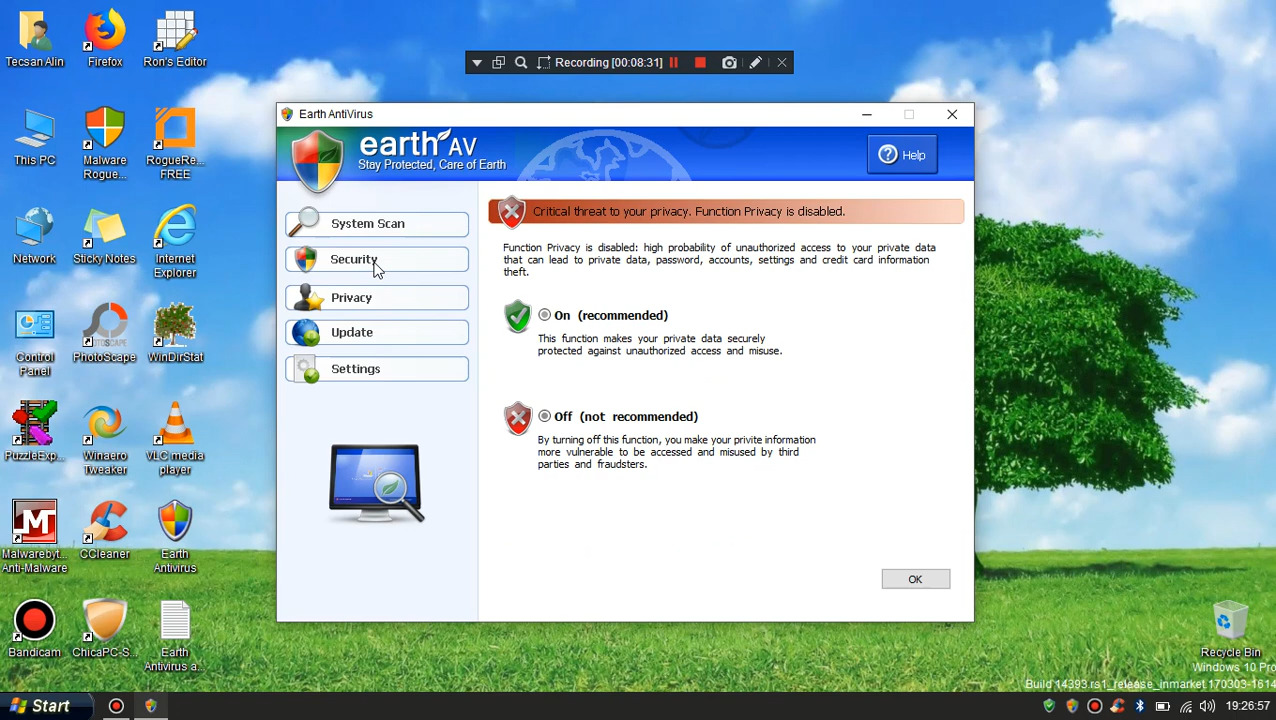 Tecsan Alin
Firefox
Ron's Editor
Recording [00:08:31]
This PC
Malware
Rogue...
RogueRe...
FREE
Network
Sticky Notes
Internet
Explorer
Control
Panel
PhotoScape
WinDirStat
PuzzleExp...
Winaero
Tweaker
VLC media
player
Malwarebyt...
Anti-Malware
CCleaner
Earth
Antivirus
Bandicam
ChicaPC-S...
Earth
Antivirus a...
Earth AntiVirus
earth AV
Stay Protected, Care of Earth
Help
System Scan
Security
Privacy
Update
Settings
Critical threat to your privacy. Function Privacy is disabled.
Function Privacy is disabled: high probability of unauthorized access to your private data
that can lead to private data, password, accounts, settings and credit card information
theft.
On (recommended)
This function makes your private data securely
protected against unauthorized access and misuse.
Off (not recommended)
By turning off this function, you make your privite information
more vulnerable to be accessed and misused by third
parties and fraudsters.
OK
Recycle Bin
Windows 10 Pro
Build 14393.rs1_release_inmarket.170303-1614
Start
19:26:57